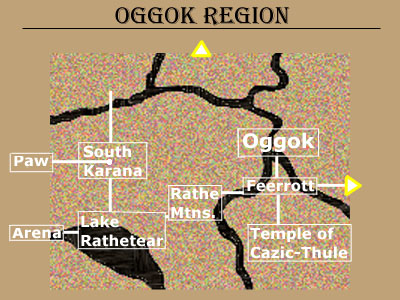 OGGOK REGION
Oggok
South
Karana
Paw
Feerrott
Rathe
Mtns.
Lake
Rathetear
Arena
Temple of
Cazic-Thule